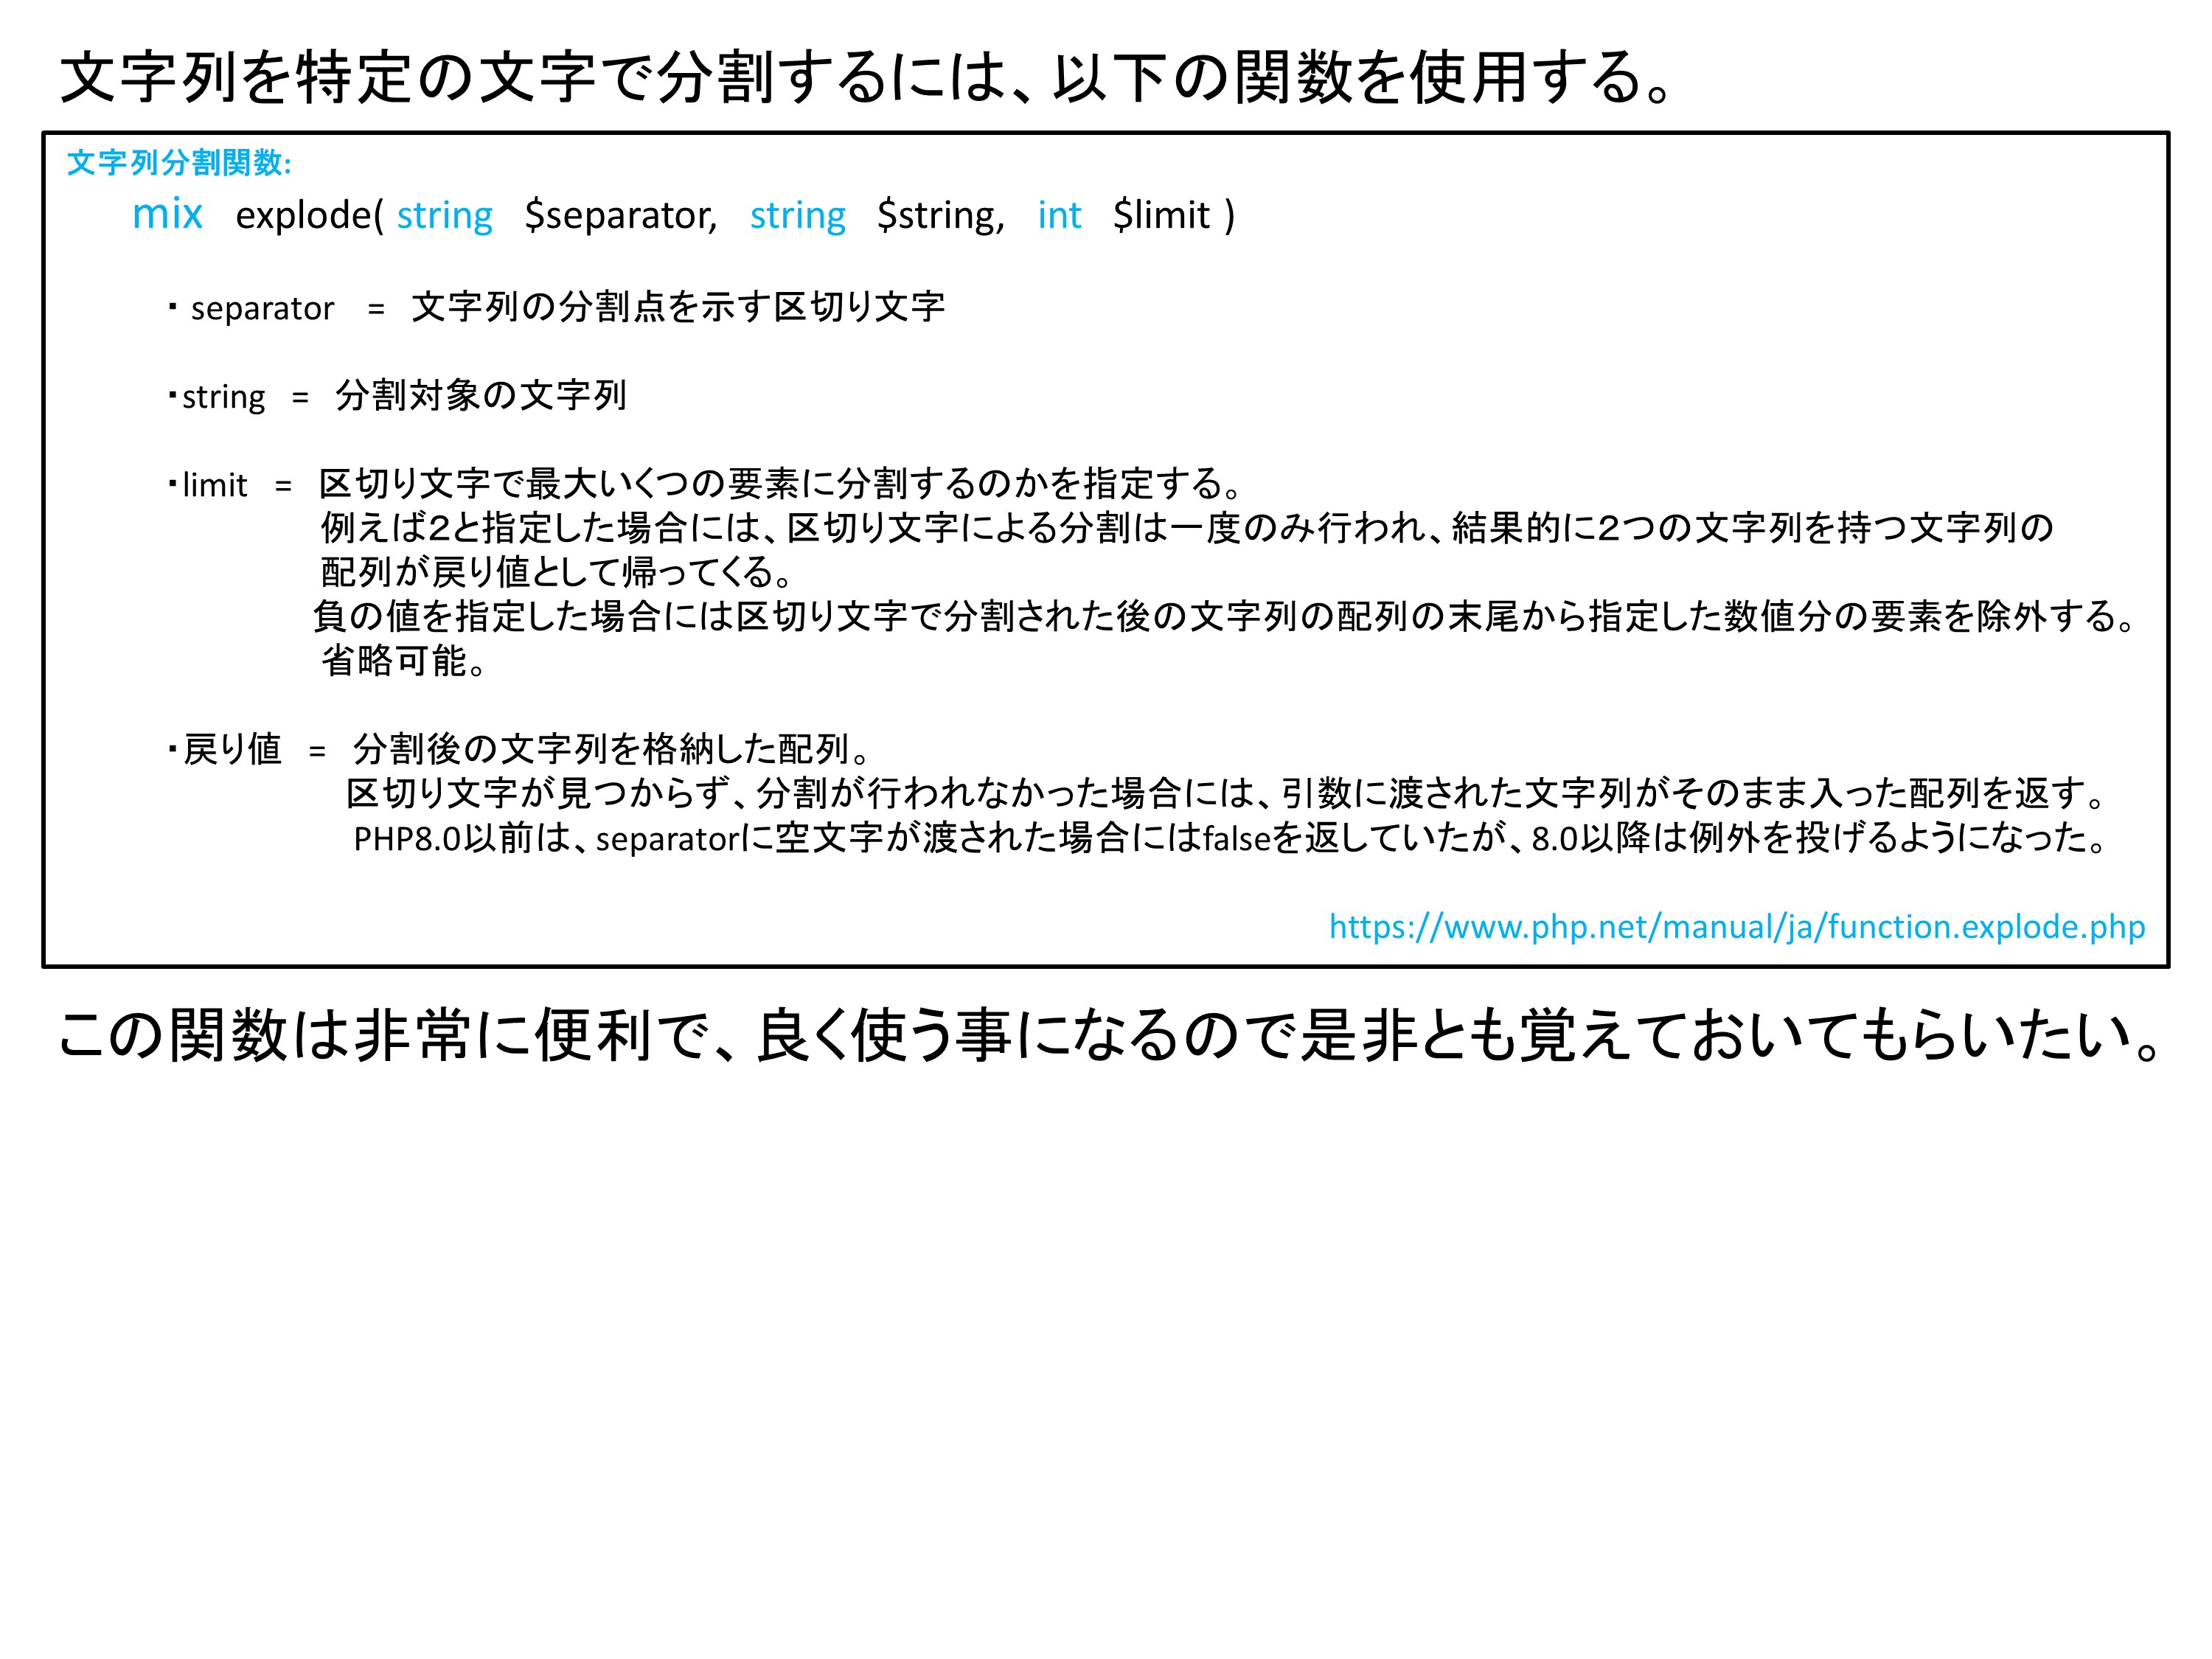 文字列を特定の文字で分割するには、以下の関数を使用する。
文字列分割関数:
mix explode( string $separator, string $string, int $limit )
・ separator = 文字列の分割点を示す区切り文字
・string = 分割対象の文字列
・limit = 区切り文字で最大いくつの要素に分割するのかを指定する。
例えば２と指定した場合には、区切り文字による分割は一度のみ行われ、結果的に２つの文字列を持つ文字列の
配列が戻り値として帰ってくる。
負の値を指定した場合には区切り文字で分割された後の文字列の配列の末尾から指定した数値分の要素を除外する。
省略可能。
・戻り値 = 分割後の文字列を格納した配列。
区切り文字が見つからず、分割が行われなかった場合には、引数に渡された文字列がそのまま入った配列を返す。
PHP8.0以前は、separatorに空文字が渡された場合にはfalseを返していたが、8.0以降は例外を投げるようになった。
https://www.php.net/manual/ja/function.explode.php
この関数は非常に便利で、良く使う事になるので是非とも覚えておいてもらいたい。